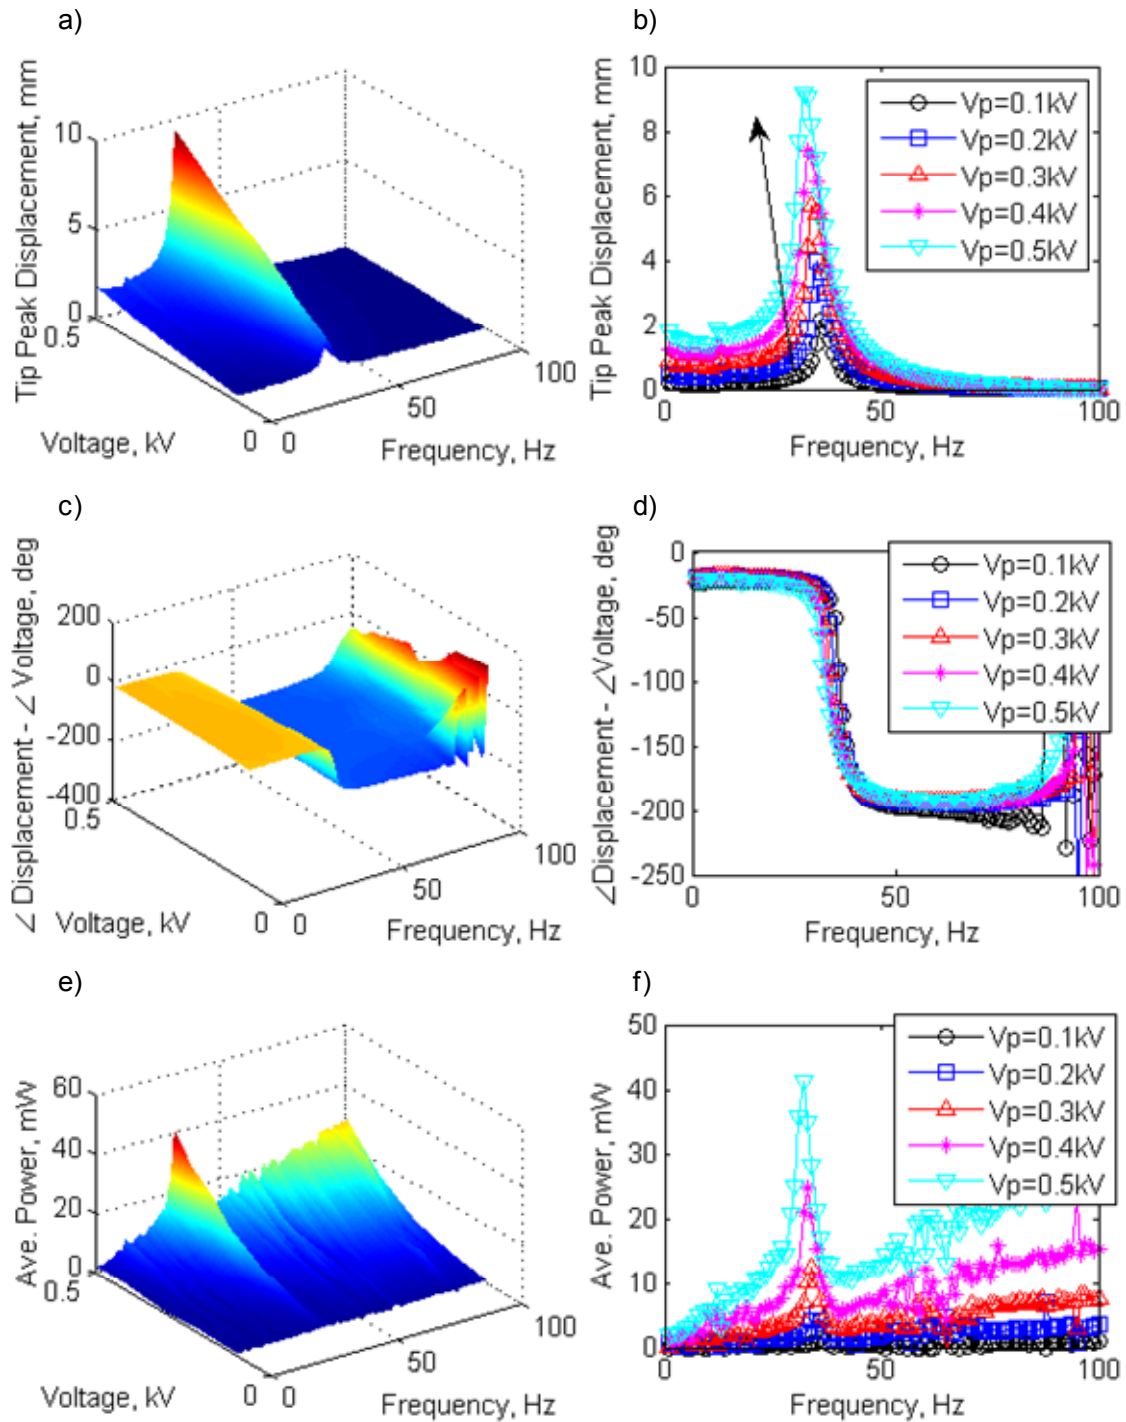 a)
10
5
0
0.5
0
0
50
100
Tip Peak Displacement, mm
Voltage, kV
Frequency, Hz
b)
10
8
6
4
2
0
0
50
100
Tip Peak Displacement, mm
Frequency, Hz
Vp=0.1kV
Vp=0.2kV
Vp=0.3kV
Vp=0.4kV
Vp=0.5kV
c)
200
0
-200
-400
0.5
0
0
50
100
∠ Displacement - ∠ Voltage, deg
Voltage, kV
Frequency, Hz
d)
0
-50
-100
-150
-200
-250
0
50
100
∠Displacement - ∠Voltage, deg
Frequency, Hz
Vp=0.1kV
Vp=0.2kV
Vp=0.3kV
Vp=0.4kV
Vp=0.5kV
e)
60
40
20
0
0.5
0
0
50
100
Ave. Power, mW
Voltage, kV
Frequency, Hz
f)
50
40
30
20
10
0
0
50
100
Ave. Power, mW
Frequency, Hz
Vp=0.1kV
Vp=0.2kV
Vp=0.3kV
Vp=0.4kV
Vp=0.5kV